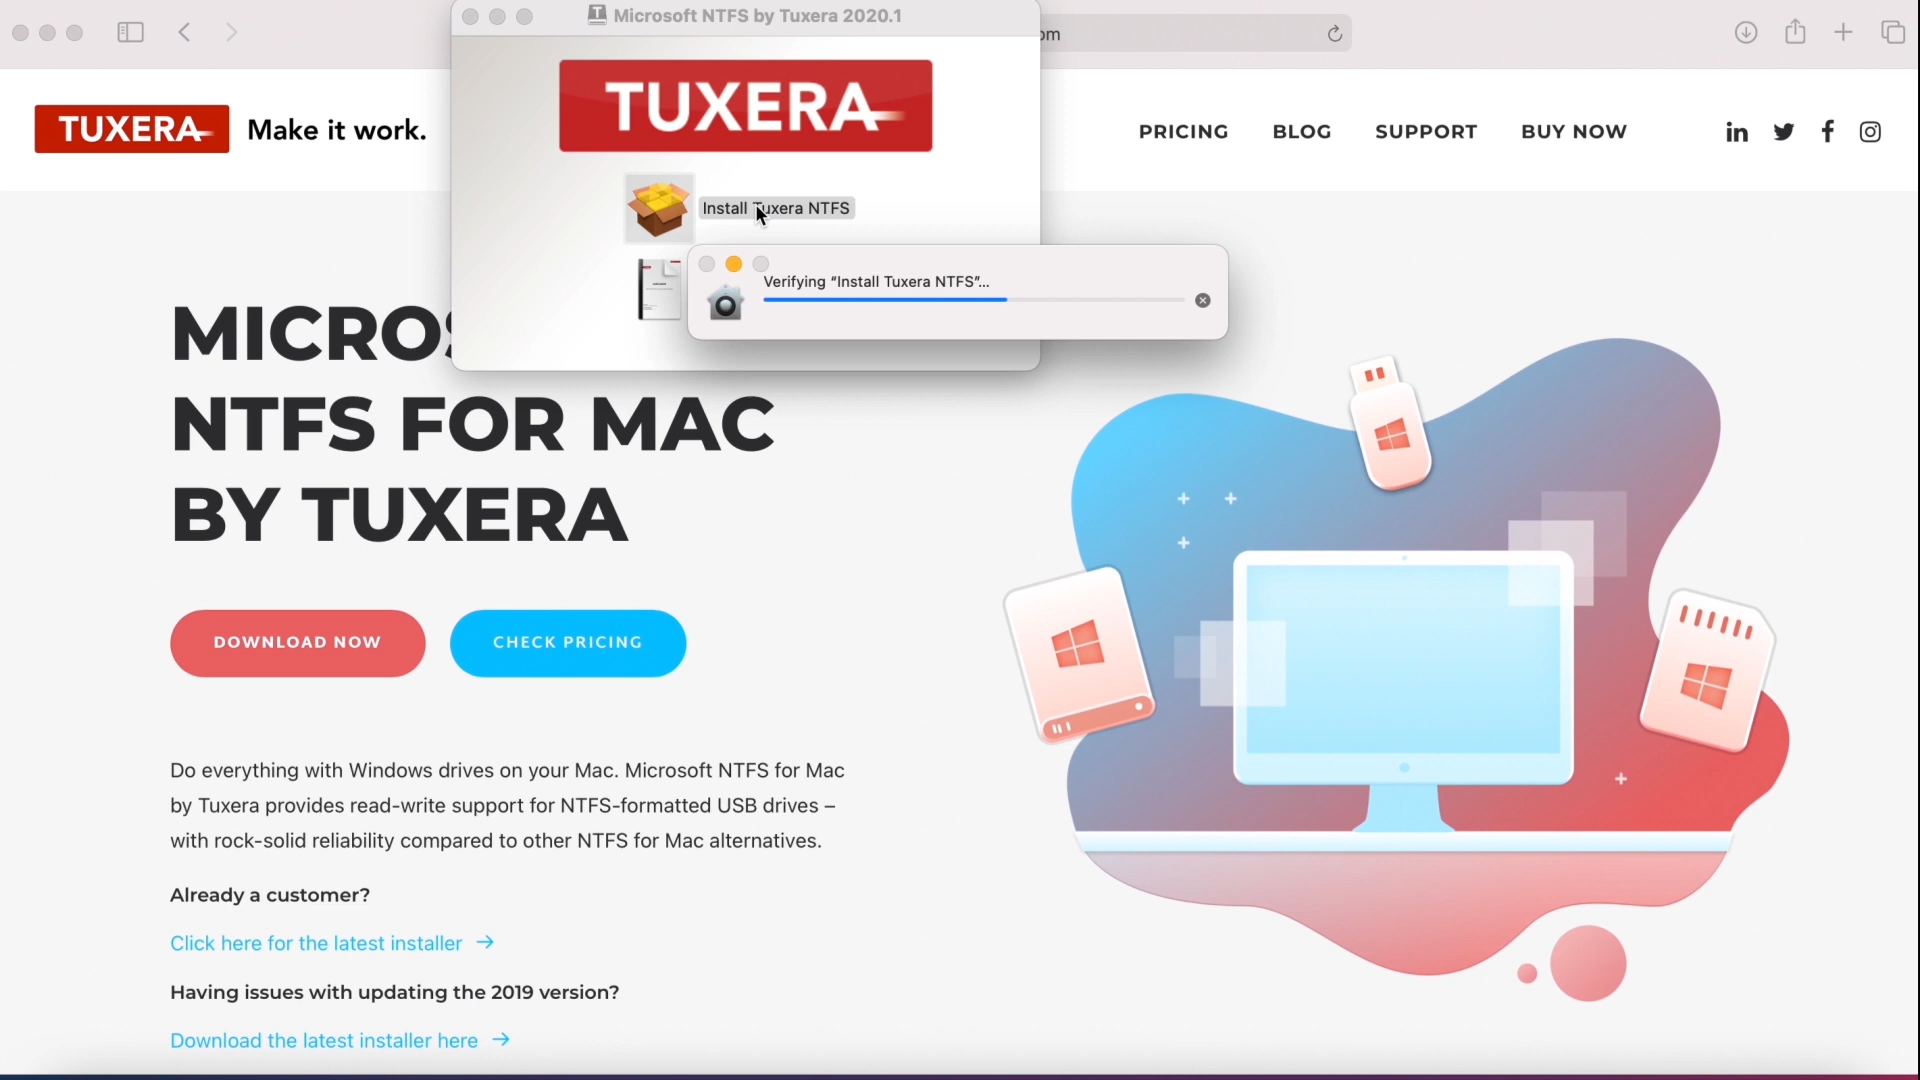 Microsoft NTFS by Tuxera 2020.1
om
TUXERA
TUXERA Make it work.
PRICING BLOG SUPPORT BUY NOW
Install Tuxera NTFS
Verifying “Install Tuxera NTFS”...
MICROS
NTFS FOR MAC
BY TUXERA
DOWNLOAD NOW CHECK PRICING
Do everything with Windows drives on your Mac. Microsoft NTFS for Mac
by Tuxera provides read-write support for NTFS-formatted USB drives –
with rock-solid reliability compared to other NTFS for Mac alternatives.
Already a customer?
Click here for the latest installer →
Having issues with updating the 2019 version?
Download the latest installer here →